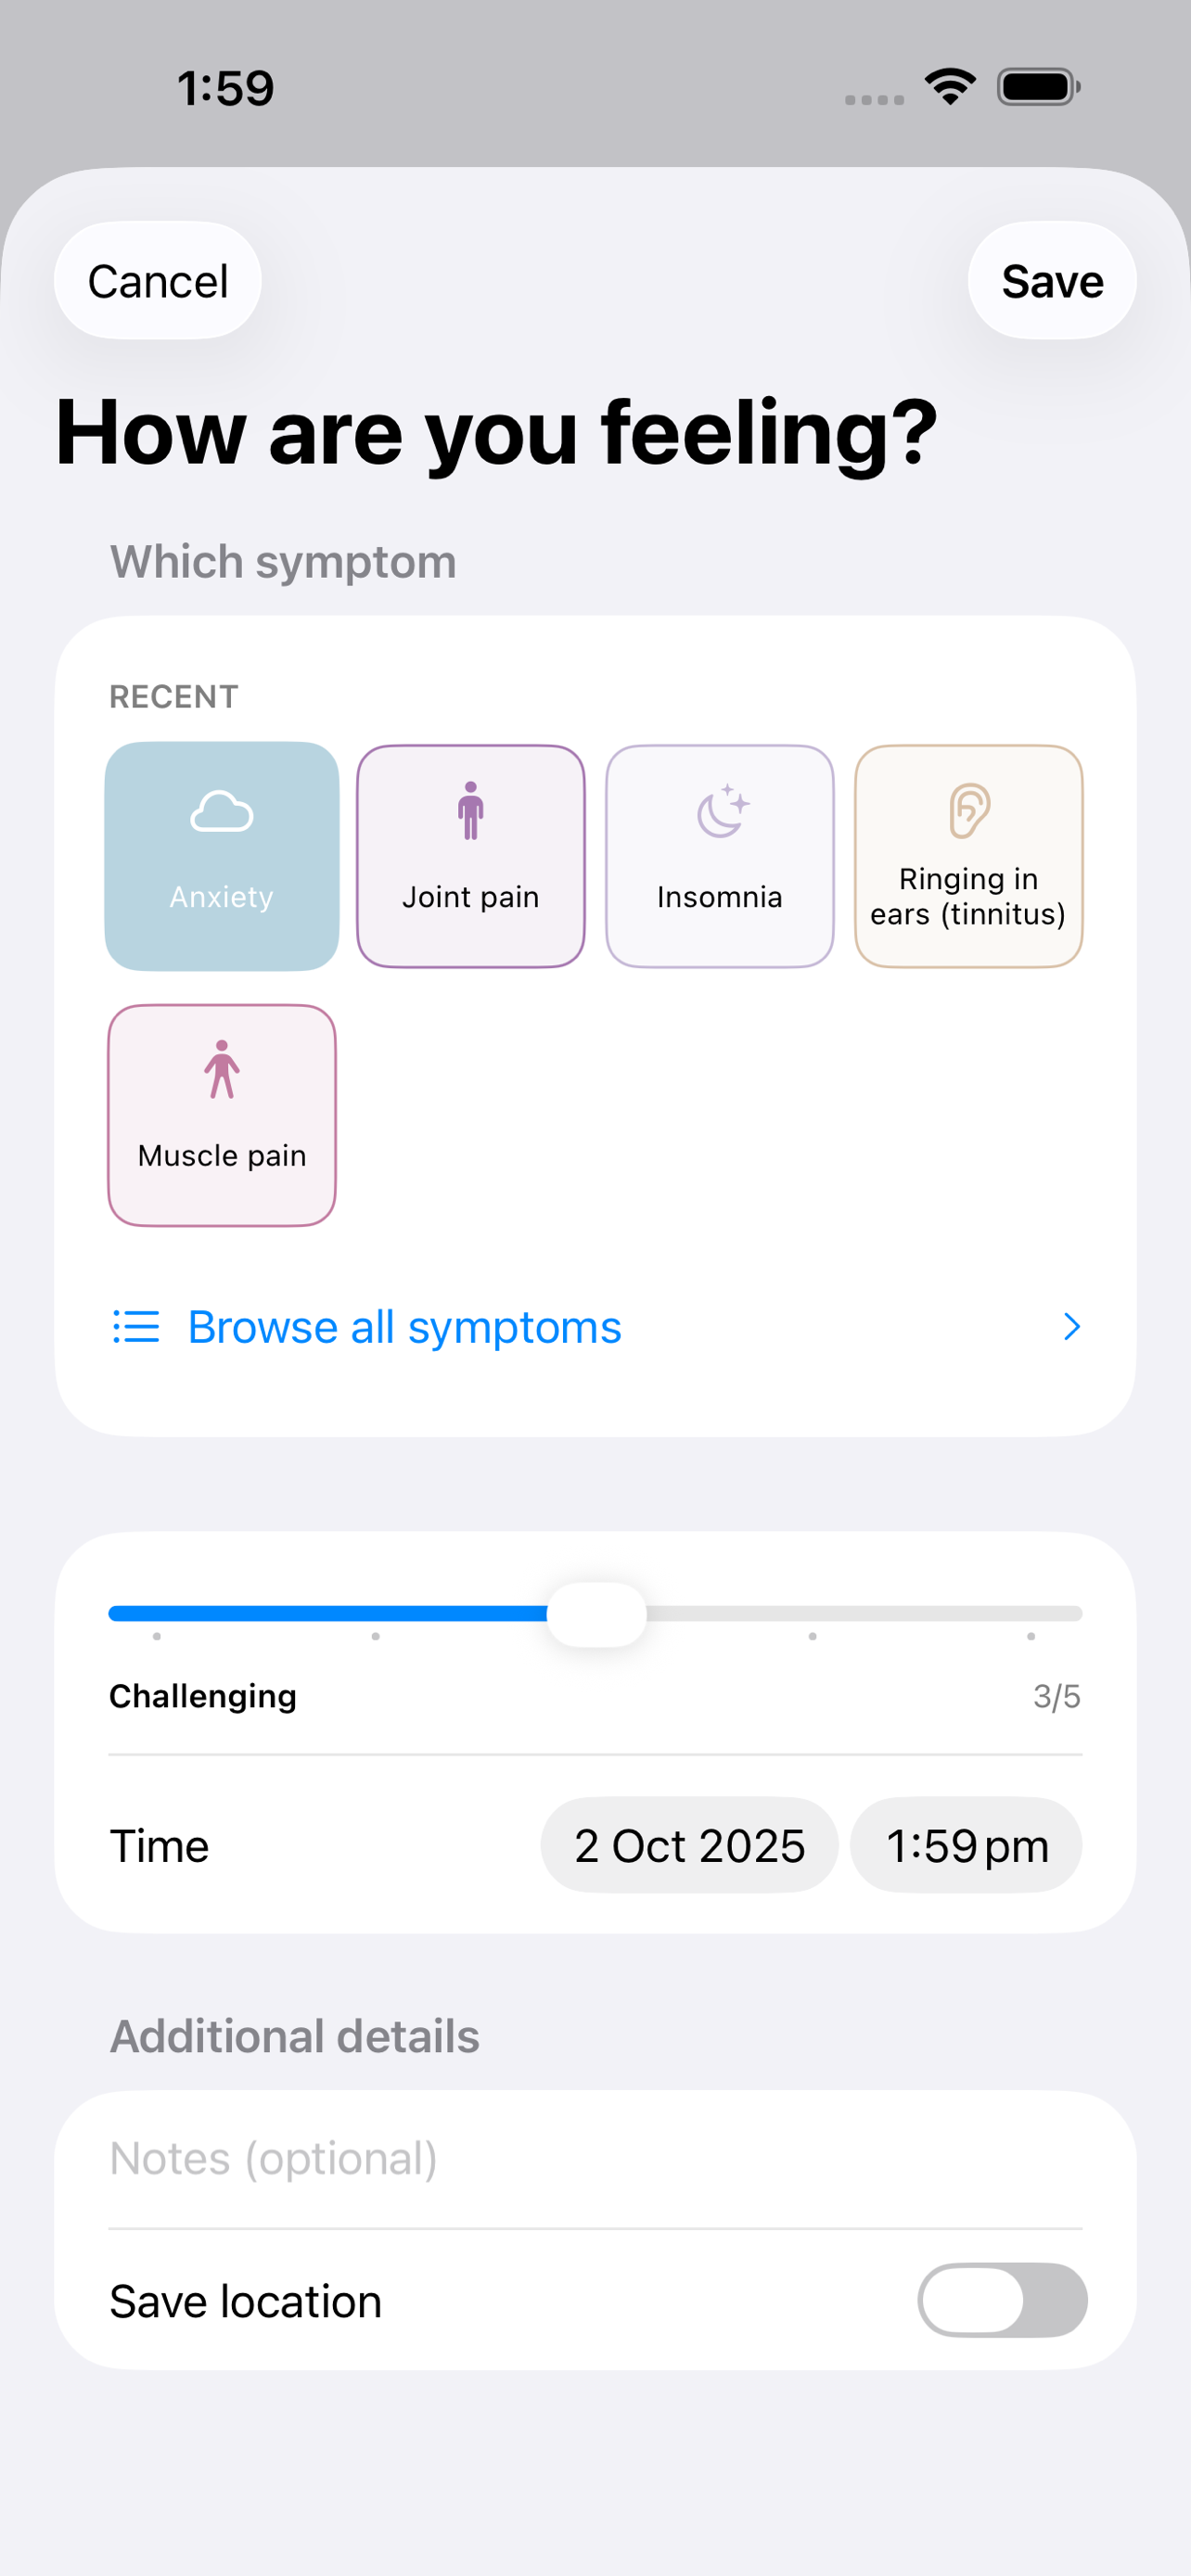 1:59
Cancel
Save
How are you feeling?
Which symptom
RECENT
Anxiety
Joint pain
Insomnia
Ringing in
ears (tinnitus)
Muscle pain
Browse all symptoms
Challenging
3/5
Time
2 Oct 2025
1:59 pm
Additional details
Notes (optional)
Save location